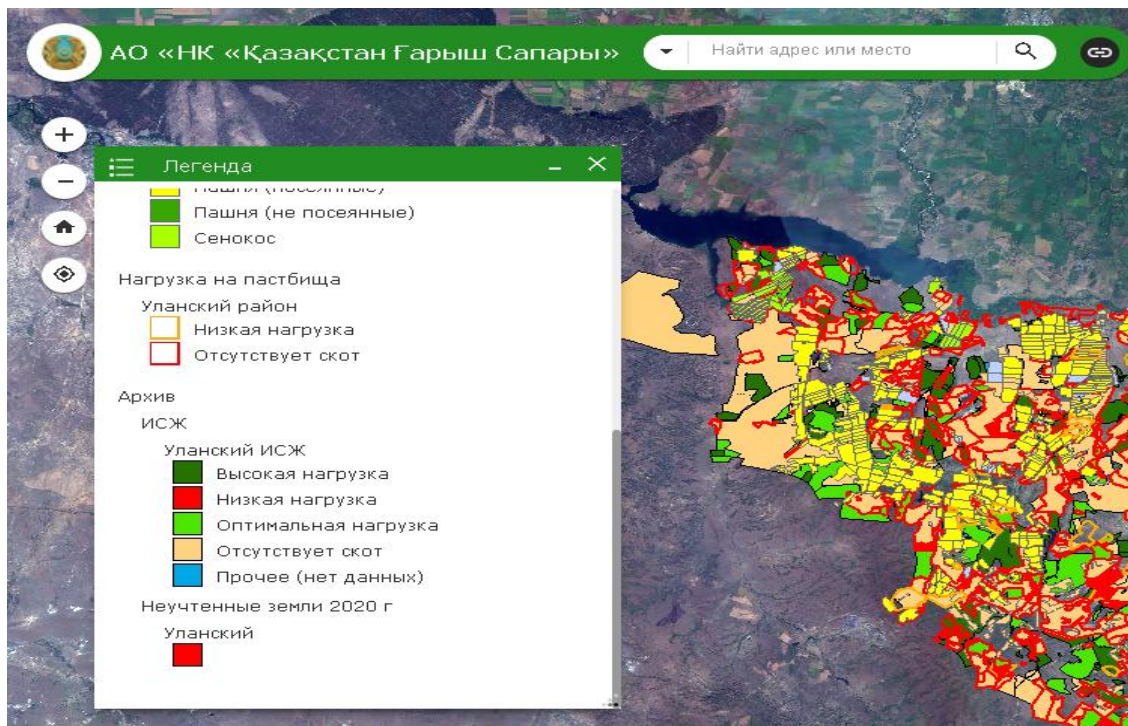 АО «НК «Қазақстан Ғарыш Сапары»
Найти адрес или место
Легенда
Пашня (посеянные)
Пашня (не посеянные)
Сенокос
Нагрузка на пастбища
Уланский район
Низкая нагрузка
Отсутствует скот
Архив
ИСЖ
Уланский ИСЖ
Высокая нагрузка
Низкая нагрузка
Оптимальная нагрузка
Отсутствует скот
Прочее (нет данных)
Неучтенные земли 2020 г
Уланский